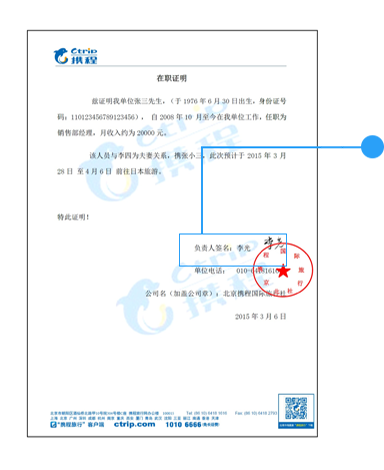 Ctrip
携程
在职证明
兹证明我单位张三先生,(于 1976 年 6 月 30 日出生,身份证号
码:110123456789123456), 自 2008 年 10 月至今在我单位工作,任职为
销售部经理,月收入约为 20000 元。
该人员与李四为夫妻关系,携张小三,此次预计于 2015 年 3 月
28 日 至 4 月 6 日 前往日本旅游。
特此证明!
负责人签名:李光
单位电话:
公司名(加盖公司章):北京携程国际旅行社
2015 年 3 月 6 日
"携程旅行" 客户端 ctrip.com 1010 6666